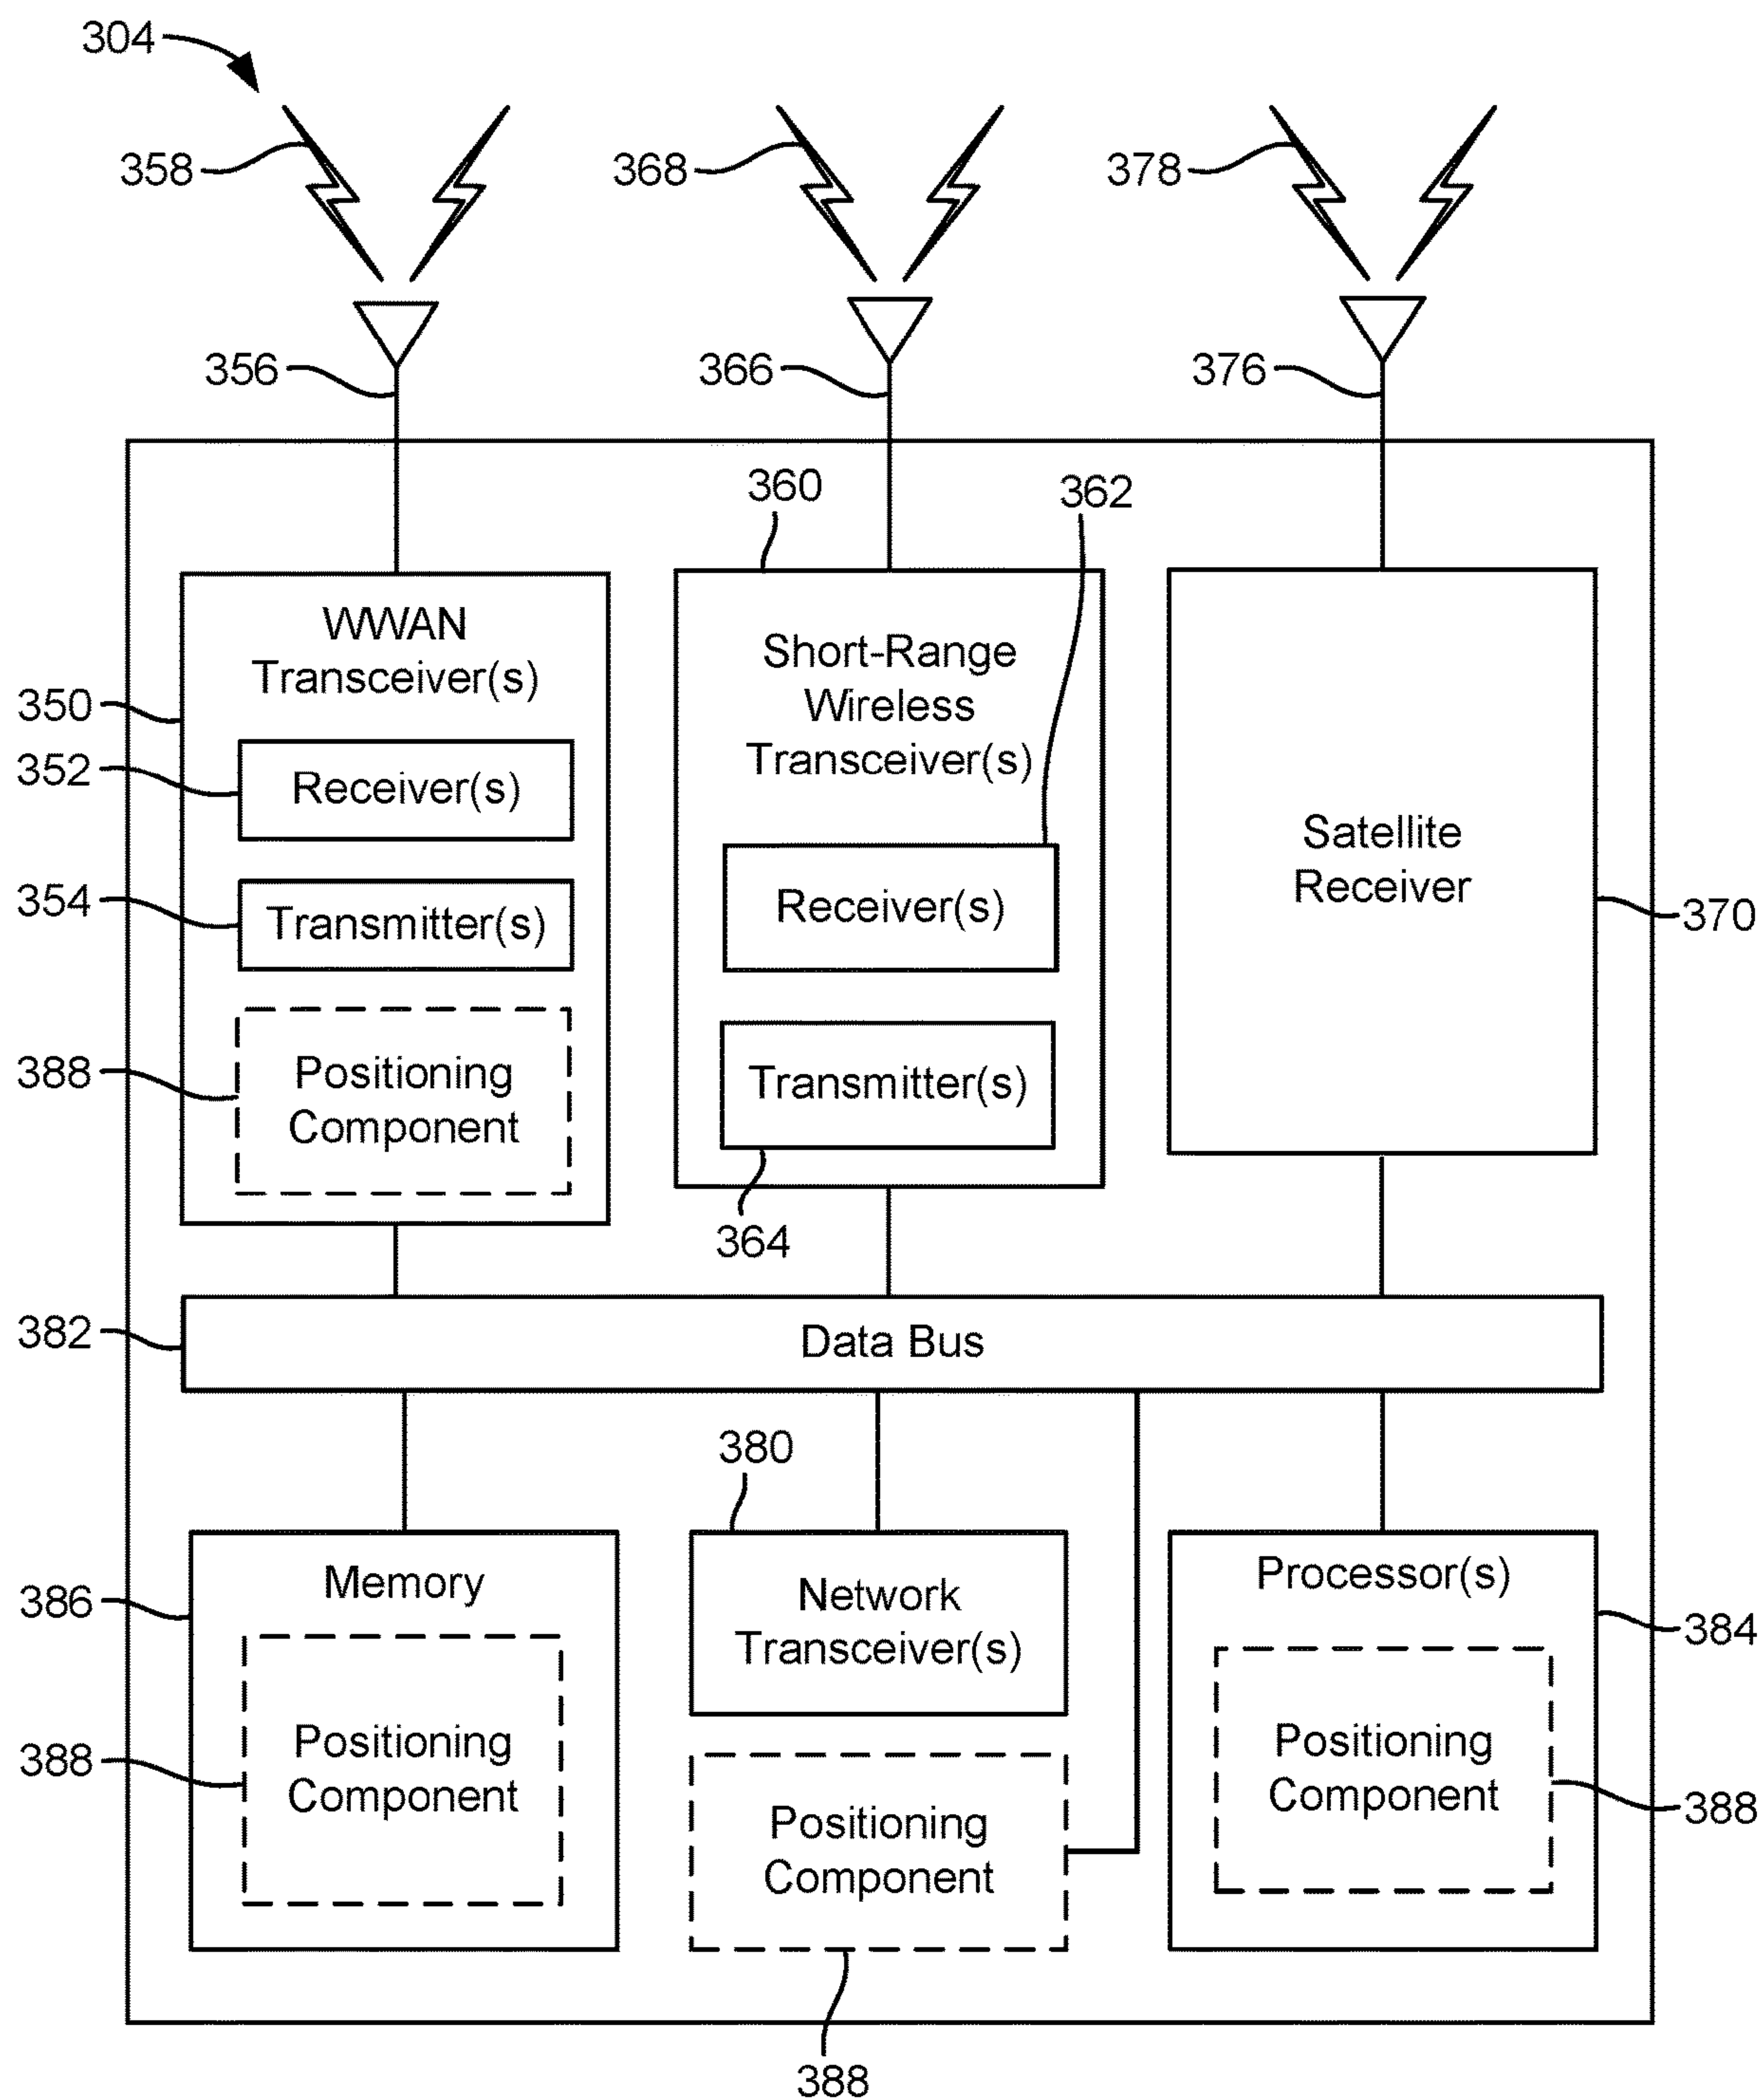 304
358
368
378
356
366
376
360
362
WWAN
Transceiver(s)
Short-Range
Wireless
Transceiver(s)
350
352
Receiver(s)
Satellite
Receiver
354
Transmitter(s)
Receiver(s)
370
388
Positioning
Component
Transmitter(s)
364
382
Data Bus
380
386
Memory
Network
Transceiver(s)
Processor(s)
384
388
Positioning
Component
Positioning
Component
Positioning
Component
388
388